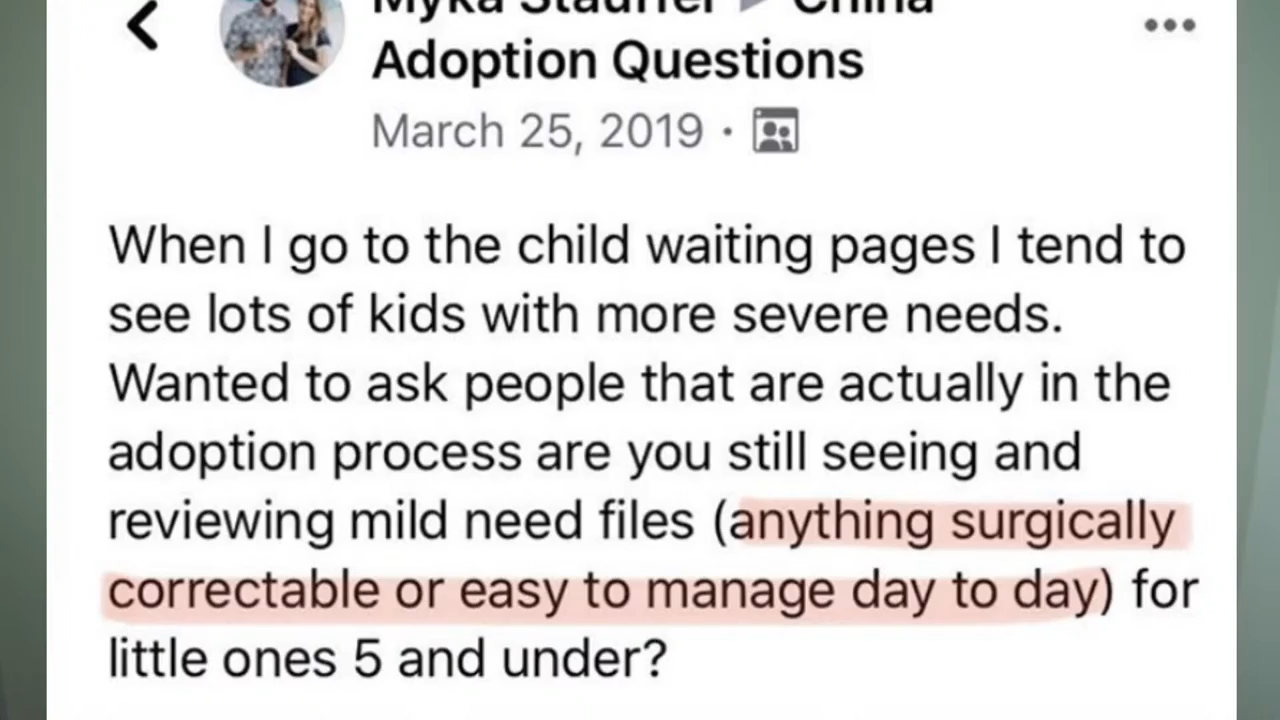 Myka Stauffer ▶ China
Adoption Questions
March 25, 2019 ·
When I go to the child waiting pages I tend to
see lots of kids with more severe needs.
Wanted to ask people that are actually in the
adoption process are you still seeing and
reviewing mild need files (anything surgically
correctable or easy to manage day to day) for
little ones 5 and under?